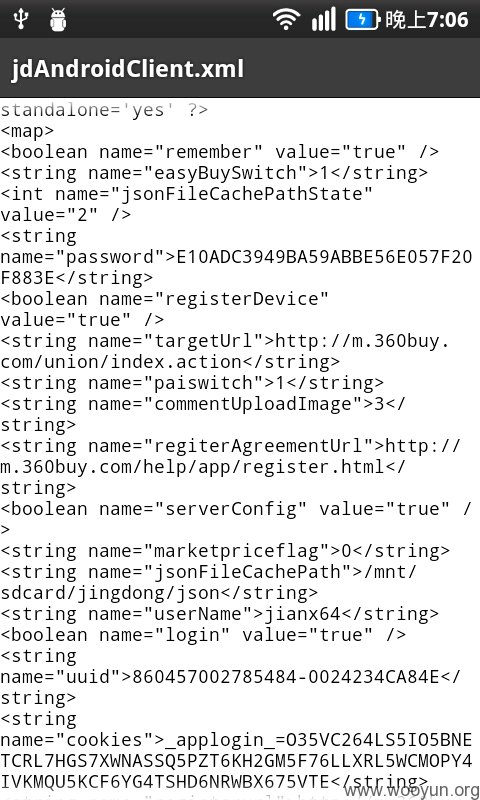 晚上7:06
jdAndroidClient.xml
standalone='yes' ?>
<map>
<boolean name="remember" value="true" />
<string name="easyBuySwitch">1</string>
<int name="jsonFileCachePathState"
value="2" />
<string
name="password">E10ADC3949BA59ABBE56E057F20
F883E</string>
<boolean name="registerDevice"
value="true" />
<string name="targetUrl">http://m.360buy.
com/union/index.action</string>
<string name="paiswitch">1</string>
<string name="commentUploadImage">3</
string>
<string name="regiterAgreementUrl">http://
m.360buy.com/help/app/register.html</
string>
<boolean name="serverConfig" value="true" /
>
<string name="marketpriceflag">0</string>
<string name="jsonFileCachePath">/mnt/
sdcard/jingdong/json</string>
<string name="userName">jianx64</string>
<boolean name="login" value="true" />
<string
name="uuid">860457002785484-0024234CA84E</
string>
<string
name="cookies">_applogin_=O35VC264LS5IO5BNE
TCRL7HGS7XWNASSQ5PZT6KH2GM5F76LLXRL5WCMOPY4
IVKMQU5KCF6YG4TSHD6NRWBX675VTE</string>
www.wooyun.org